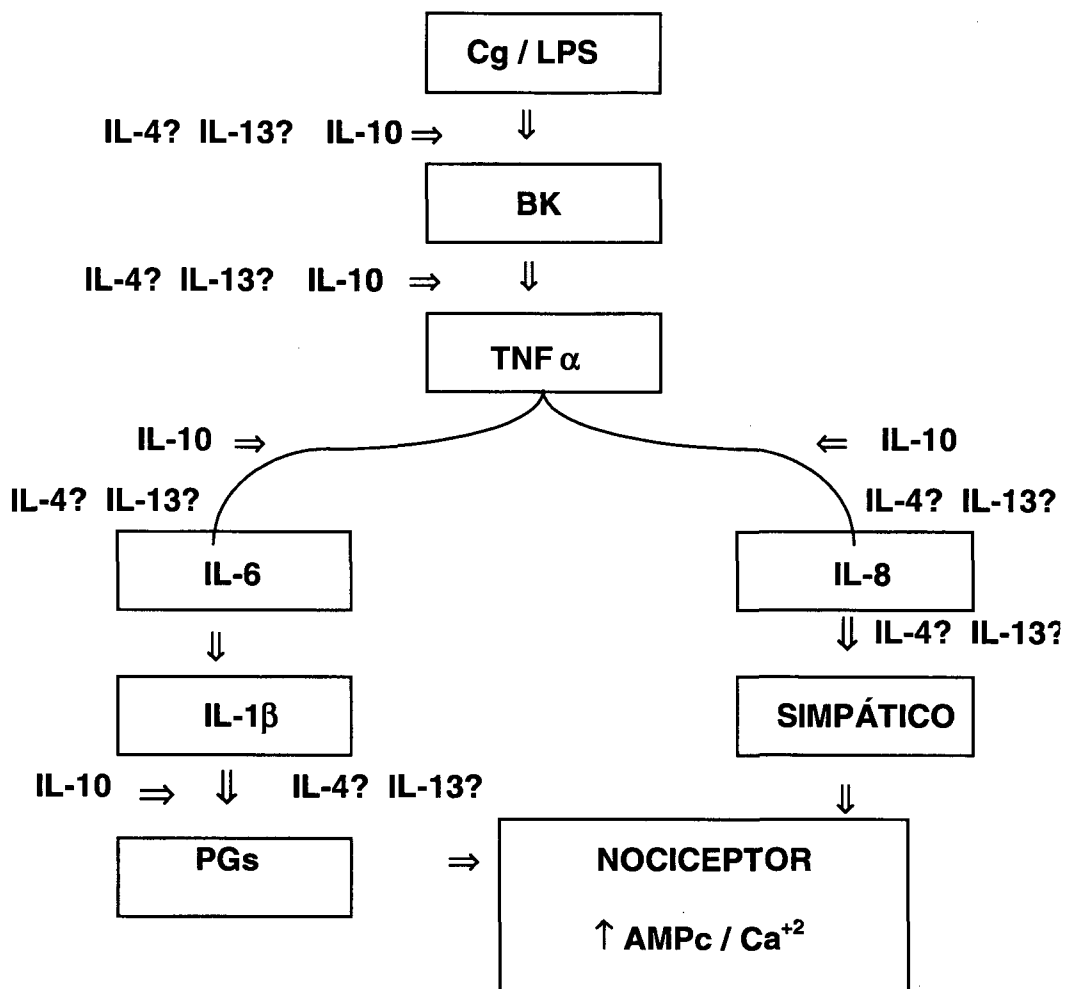 Cg / LPS
⇓
IL-4? IL-13? IL-10 ⇒
BK
IL-4? IL-13? IL-10 ⇒ ⇓
TNF α
IL-10 ⇒ ⇐ IL-10
IL-4? IL-13? IL-4? IL-13?
IL-6 IL-8
⇓ ⇓ IL-4? IL-13?
IL-1β SIMPÁTICO
IL-10 ⇒ ⇓ IL-4? IL-13? ⇓
PGs ⇒ NOCICEPTOR
↑ AMPc / Ca⁺²